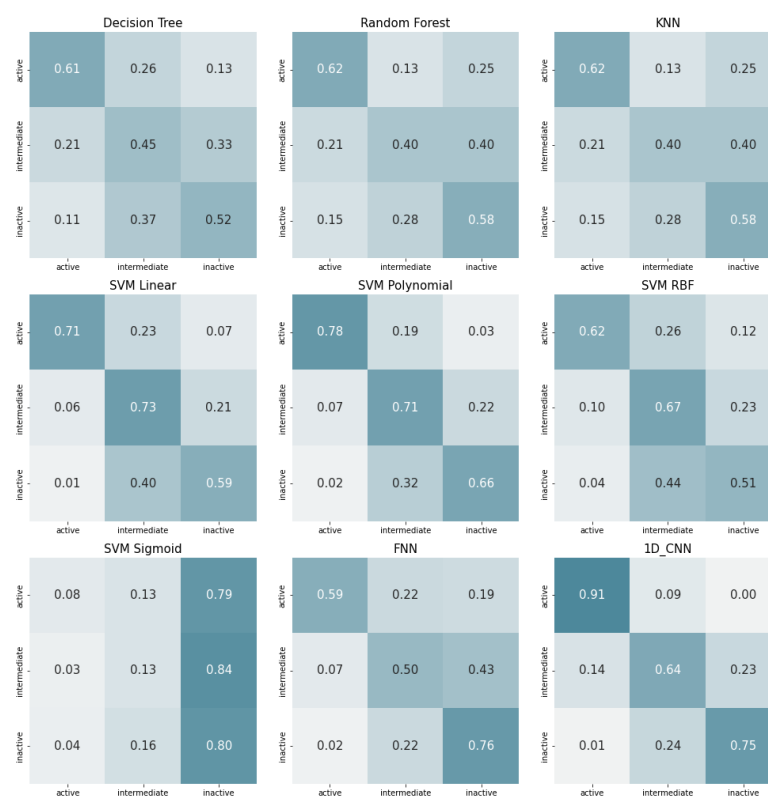 Decision Tree Random Forest KNN
active 0.61 0.26 0.13 active 0.62 0.13 0.25 active 0.62 0.13 0.25
intermediate 0.21 0.45 0.33 intermediate 0.21 0.40 0.40 intermediate 0.21 0.40 0.40
inactive 0.11 0.37 0.52 inactive 0.15 0.28 0.58 inactive 0.15 0.28 0.58
active intermediate inactive active intermediate inactive active intermediate inactive
SVM Linear SVM Polynomial SVM RBF
active 0.71 0.23 0.07 active 0.78 0.19 0.03 active 0.62 0.26 0.12
intermediate 0.06 0.73 0.21 intermediate 0.07 0.71 0.22 intermediate 0.10 0.67 0.23
inactive 0.01 0.40 0.59 inactive 0.02 0.32 0.66 inactive 0.04 0.44 0.51
active intermediate inactive active intermediate inactive active intermediate inactive
SVM Sigmoid FNN 1D_CNN
active 0.08 0.13 0.79 active 0.59 0.22 0.19 active 0.91 0.09 0.00
intermediate 0.03 0.13 0.84 intermediate 0.07 0.50 0.43 intermediate 0.14 0.64 0.23
inactive 0.04 0.16 0.80 inactive 0.02 0.22 0.76 inactive 0.01 0.24 0.75
active intermediate inactive active intermediate inactive active intermediate inactive